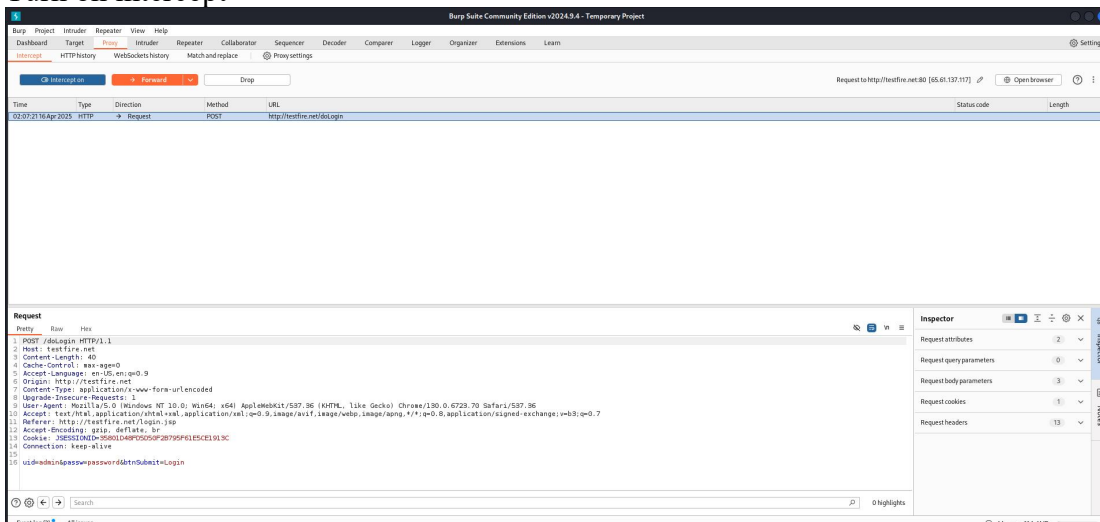 Turn on intercept.
Burp Suite Community Edition v2024.9.4 - Temporary Project
Burp Project Intruder Repeater View Help
Dashboard Target Proxy Intruder Repeater Collaborator Sequencer Decoder Comparer Logger Organizer Extensions Learn Setting
Intercept HTTP history WebSockets history Match and replace Proxy settings
Intercept on Forward Drop Request to http://testfire.net:80 [65.61.137.117] Open browser
Time Type Direction Method URL Status code Length
02:07:21 16 Apr 2025 HTTP → Request POST http://testfire.net/doLogin
Request
Pretty Raw Hex
1 POST /doLogin HTTP/1.1
2 Host: testfire.net
3 Content-Length: 40
4 Cache-Control: max-age=0
5 Accept-Language: en-US,en;q=0.9
6 Origin: http://testfire.net
7 Content-Type: application/x-www-form-urlencoded
8 Upgrade-Insecure-Requests: 1
9 User-Agent: Mozilla/5.0 (Windows NT 10.0; Win64; x64) AppleWebKit/537.36 (KHTML, like Gecko) Chrome/130.0.6723.70 Safari/537.36
10 Accept: text/html,application/xhtml+xml,application/xml;q=0.9,image/avif,image/webp,image/apng,*/*;q=0.8,application/signed-exchange;v=b3;q=0.7
11 Referer: http://testfire.net/login.jsp
12 Accept-Encoding: gzip, deflate, br
13 Cookie:
14 Connection: keep-alive
15
16 uid=admin&passw=password&btnSubmit=Login
Inspector
Request attributes 2
Request query parameters 0
Request body parameters 3
Request cookies 1
Request headers 13
Inspector
Notes
Search 0 highlights